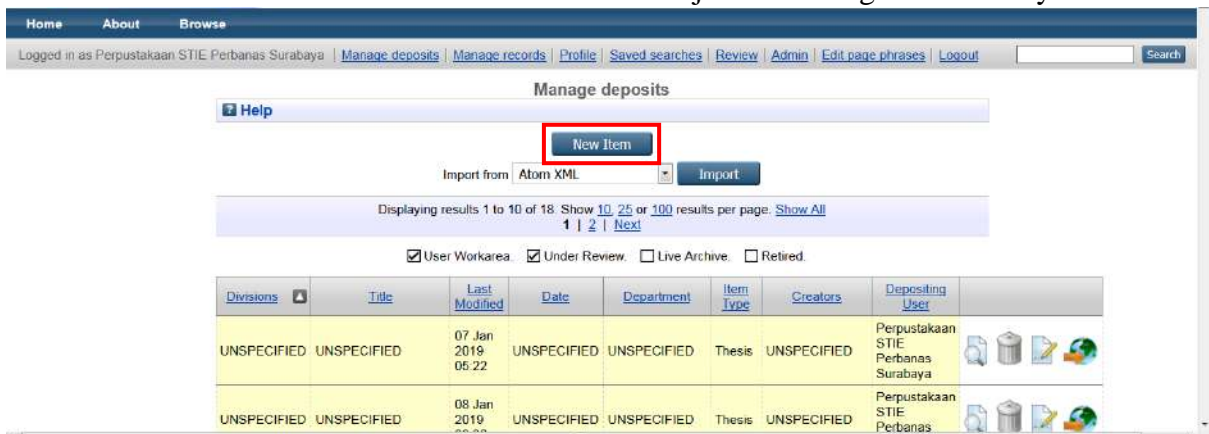 Home About Browse
Logged in as Perpustakaan STIE Perbanas Surabaya | Manage deposits | Manage records | Profile | Saved searches | Review | Admin | Edit page phrases | Logout Search
Manage deposits
Help
New Item
Import from Atom XML Import
Displaying results 1 to 10 of 18. Show 10, 25 or 100 results per page. Show All
1 | 2 | Next
User Workarea. Under Review. Live Archive. Retired.
Divisions Title Last Modified Date Department Item Type Creators Depositing User
UNSPECIFIED UNSPECIFIED 07 Jan 2019 05:22 UNSPECIFIED UNSPECIFIED Thesis UNSPECIFIED Perpustakaan STIE Perbanas Surabaya
UNSPECIFIED UNSPECIFIED 08 Jan 2019 UNSPECIFIED UNSPECIFIED Thesis UNSPECIFIED Perpustakaan STIE Perbanas